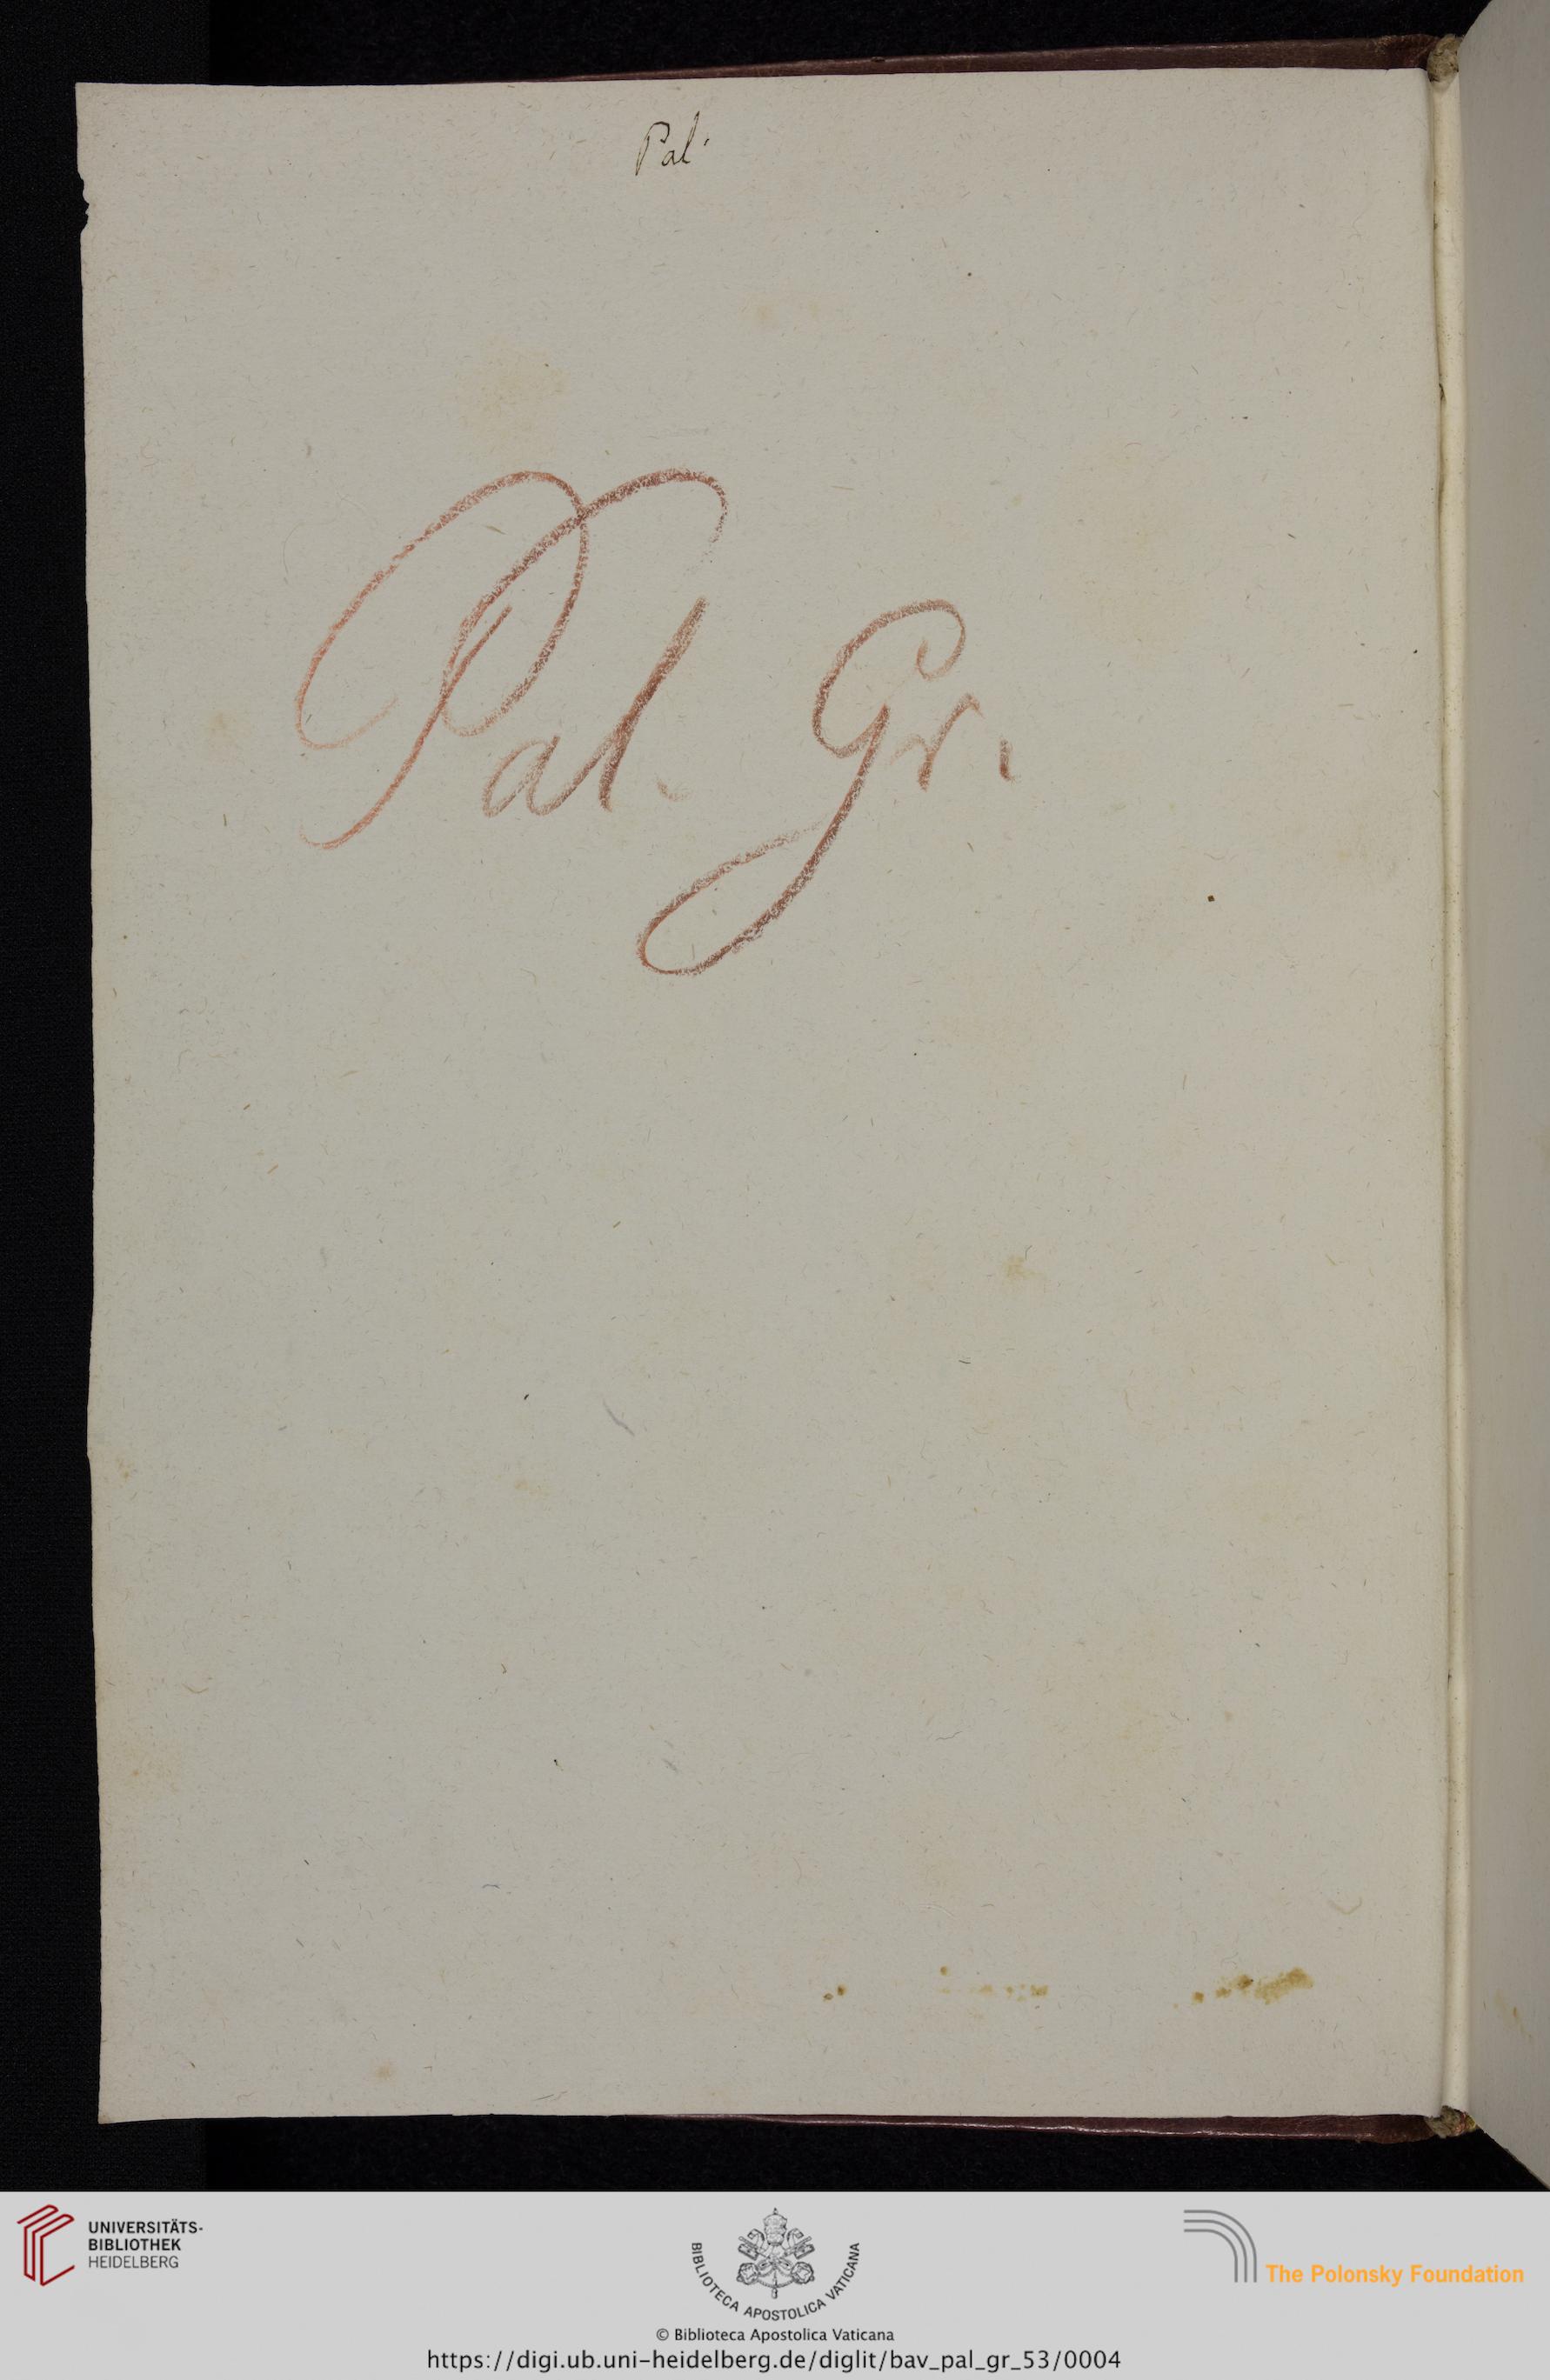 Pal.
Pal. Gr.
UNIVERSITÄTS-
BIBLIOTHEK
HEIDELBERG
BIBLIOTECA APOSTOLICA VATICANA
The Polonsky Foundation
© Biblioteca Apostolica Vaticana
https://digi.ub.uni-heidelberg.de/diglit/bav_pal_gr_53/0004